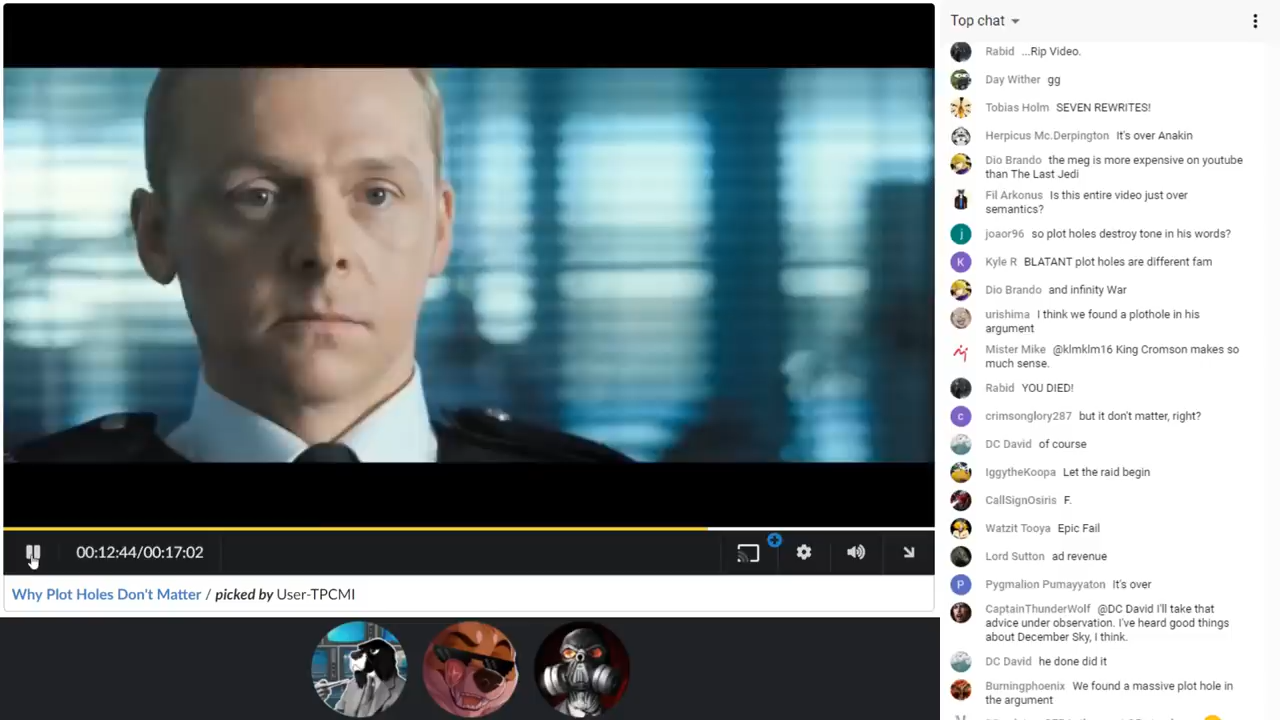 Top chat
Rabid ...Rip Video.
Day Wither gg
Tobias Holm SEVEN REWRITES!
Herpicus Mc.Derpington It's over Anakin
Dio Brando the meg is more expensive on youtube
than The Last Jedi
Fil Arkonus Is this entire video just over
semantics?
j
joaor96 so plot holes destroy tone in his words?
K
Kyle R BLATANT plot holes are different fam
Dio Brando and infinity War
urishima I think we found a plothole in his
argument
Mister Mike @klmklm16 King Cromson makes so
much sense.
Rabid YOU DIED!
c
crimsonglory287 but it don't matter, right?
DC David of course
IggytheKoopa Let the raid begin
CallSignOsiris F.
Watzit Tooya Epic Fail
Lord Sutton ad revenue
P
Pygmalion Pumayyaton It's over
CaptainThunderWolf @DC David I'll take that
advice under observation. I've heard good things
about December Sky, I think.
DC David he done did it
Burningphoenix We found a massive plot hole in
the argument
00:12:44/00:17:02
Why Plot Holes Don't Matter / picked by User-TPCMI